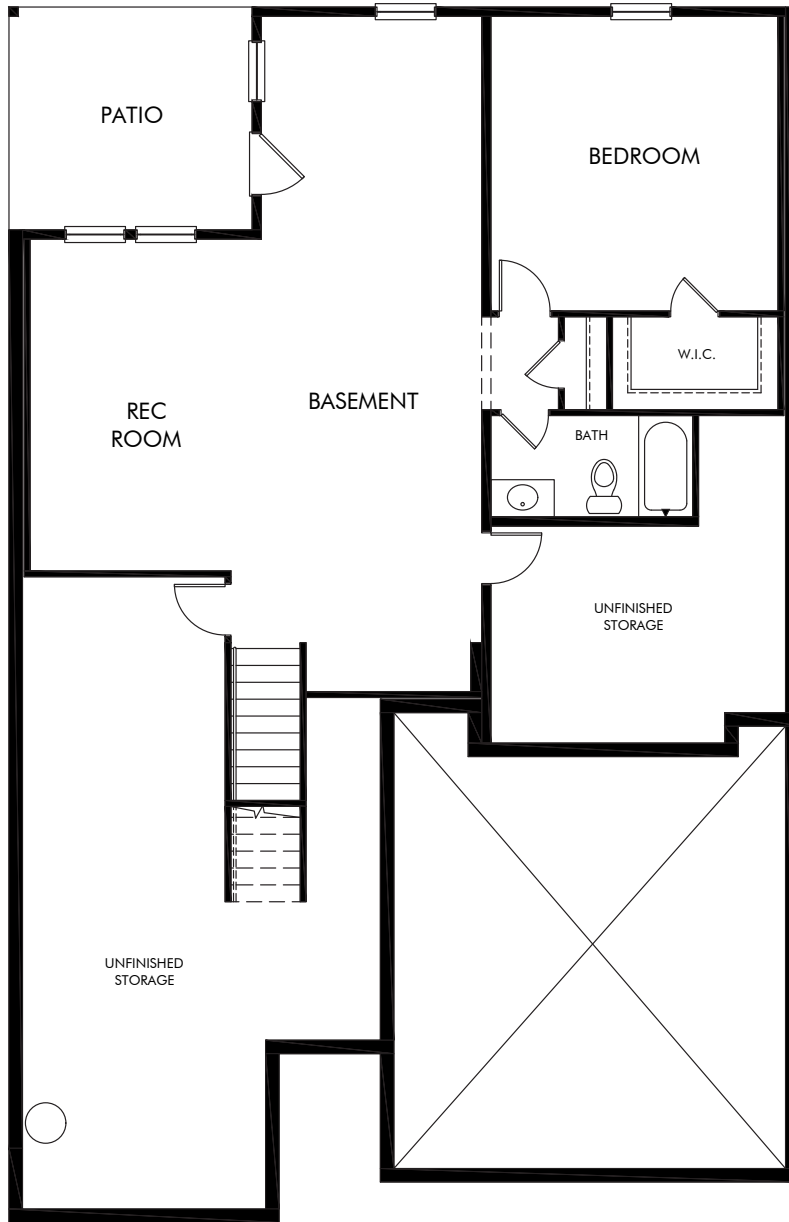 PATIO
BEDROOM
W.I.C.
BASEMENT
REC
ROOM
BATH
UNFINISHED
STORAGE
UNFINISHED
STORAGE